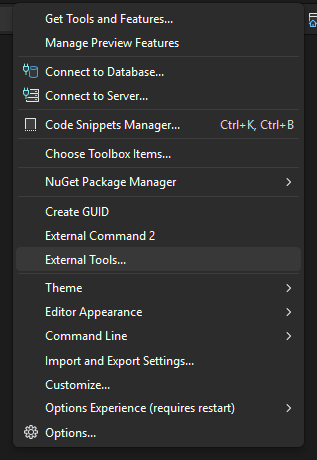 Get Tools and Features...
Manage Preview Features
Connect to Database...
Connect to Server...
Code Snippets Manager... Ctrl+K, Ctrl+B
Choose Toolbox Items...
NuGet Package Manager
Create GUID
External Command 2
External Tools...
Theme
Editor Appearance
Command Line
Import and Export Settings...
Customize...
Options Experience (requires restart)
Options...